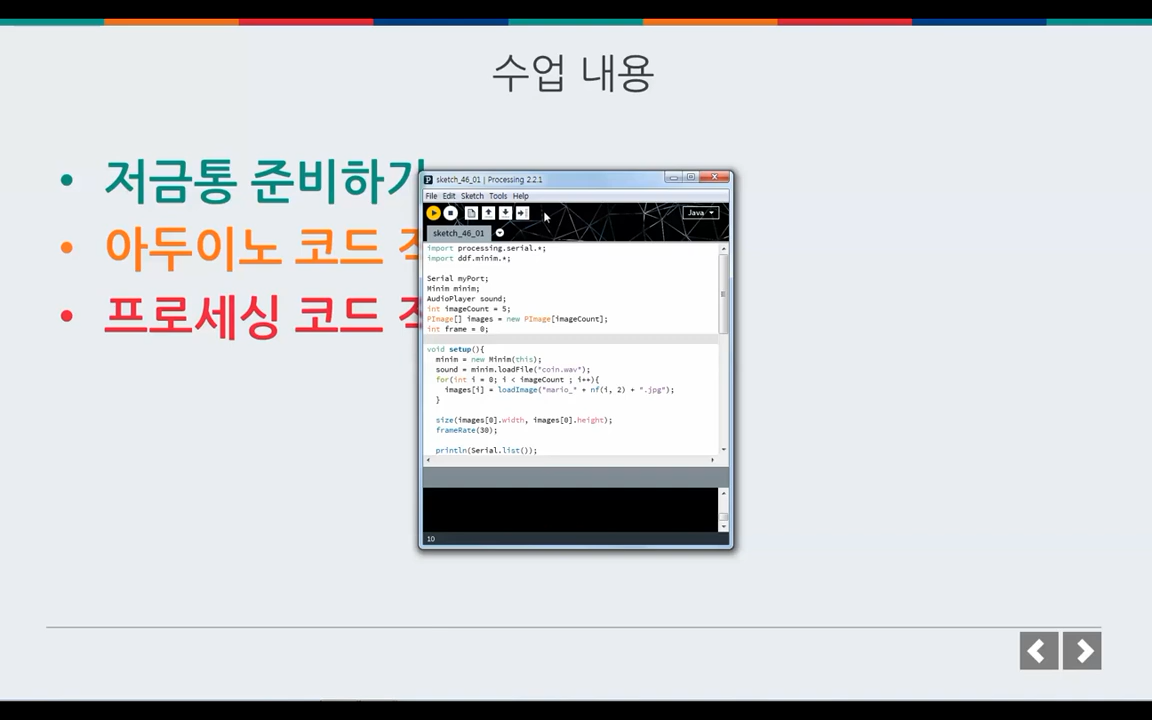 수업 내용
• 저금통 준비하기
• 아두이노 코드
• 프로세싱 코드
sketch_46_01 | Processing 2.2.1
File Edit Sketch Tools Help
Java
sketch_46_01
import processing.serial.*;
import ddf.minim.*;
Serial myPort;
Minim minim;
AudioPlayer sound;
int imageCount = 5;
PImage[] images = new PImage[imageCount];
int frame = 0;
void setup(){
minim = new Minim(this);
sound = minim.loadFile("coin.wav");
for(int i = 0; i < imageCount ; i++){
images[i] = loadImage("mario_" + nf(i, 2) + ".jpg");
}
size(images[0].width, images[0].height);
frameRate(30);
println(Serial.list());
10